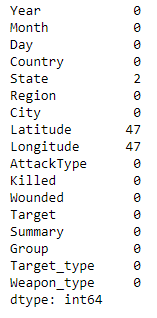 Year 0
Month 0
Day 0
Country 0
State 2
Region 0
City 0
Latitude 47
Longitude 47
AttackType 0
Killed 0
Wounded 0
Target 0
Summary 0
Group 0
Target_type 0
Weapon_type 0
dtype: int64